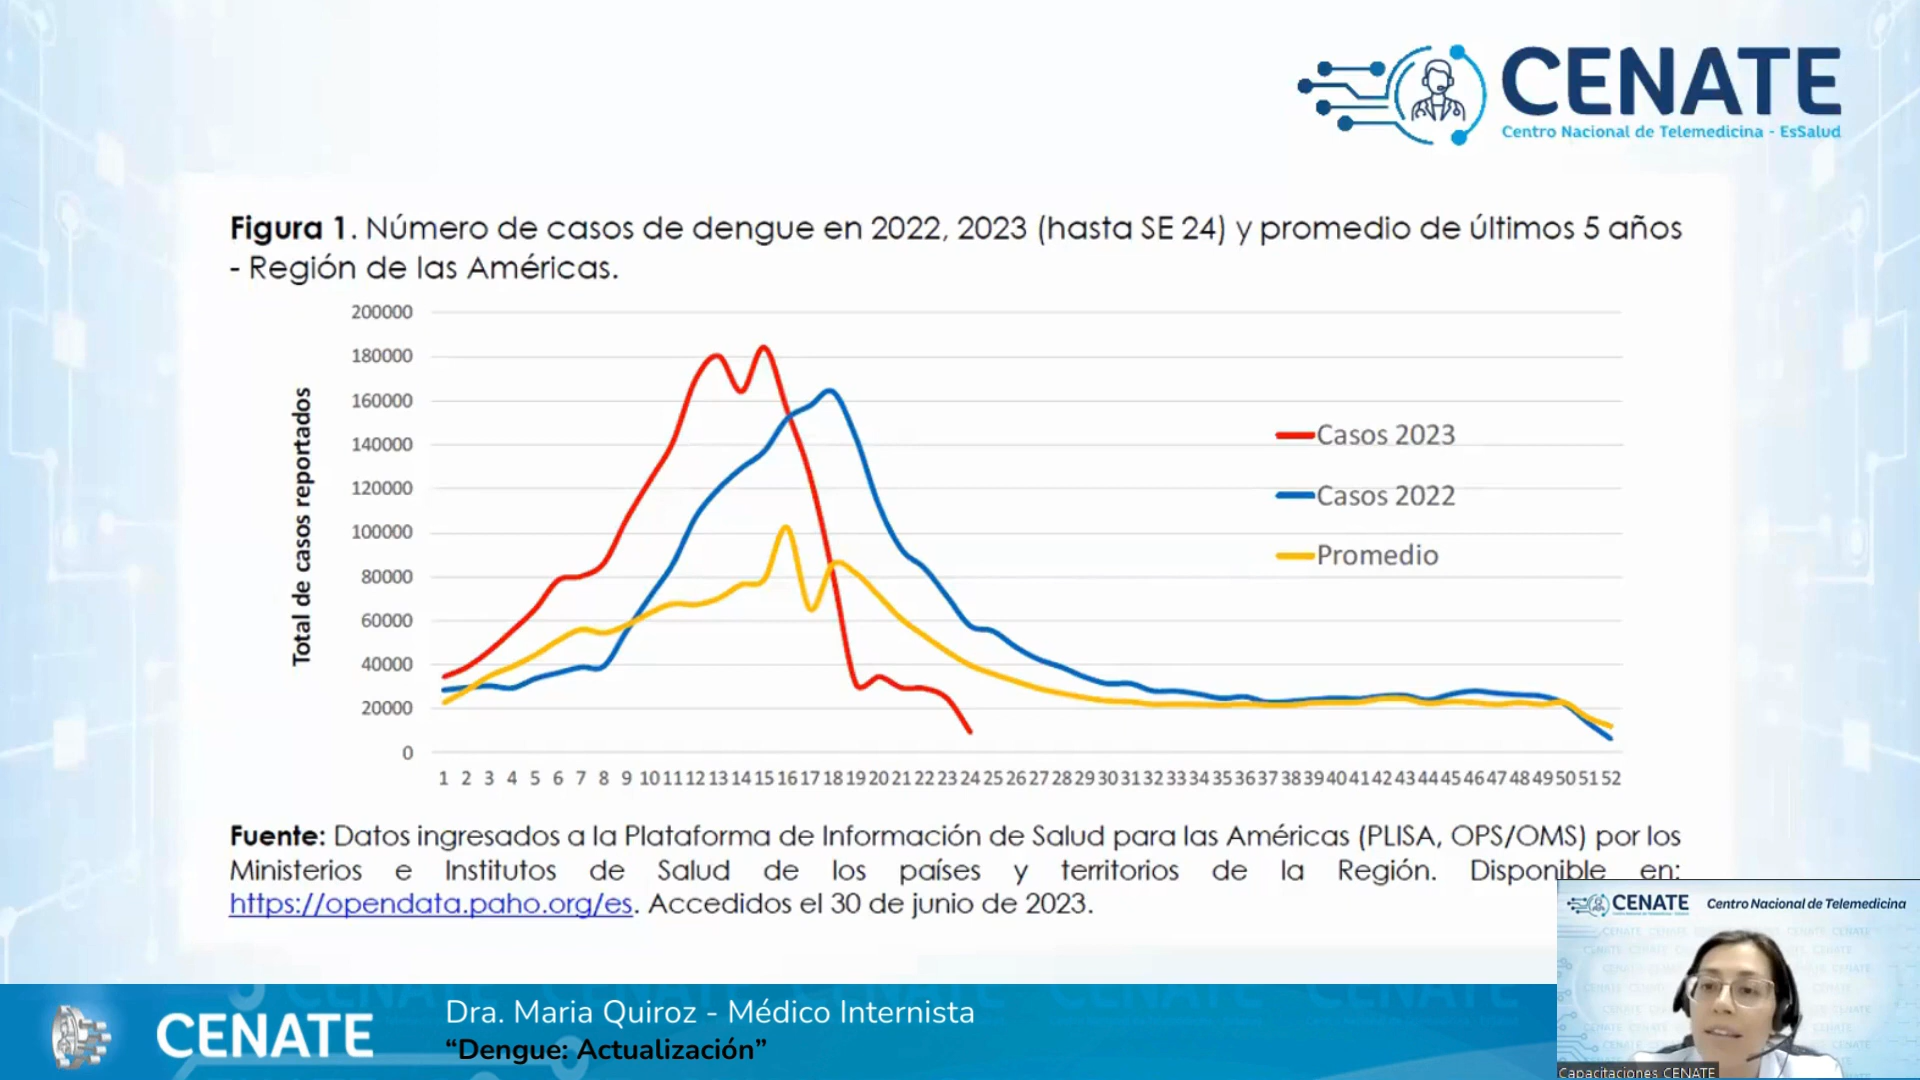 CENATE
Centro Nacional de Telemedicina - EsSalud
Figura 1. Número de casos de dengue en 2022, 2023 (hasta SE 24) y promedio de últimos 5 años
- Región de las Américas.
Total de casos reportados
200000
180000
160000
140000
120000
100000
80000
60000
40000
20000
0
Casos 2023
Casos 2022
Promedio
1 2 3 4 5 6 7 8 9 10 11 12 13 14 15 16 17 18 19 20 21 22 23 24 25 26 27 28 29 30 31 32 33 34 35 36 37 38 39 40 41 42 43 44 45 46 47 48 49 50 51 52
Fuente: Datos ingresados a la Plataforma de Información de Salud para las Américas (PLISA, OPS/OMS) por los
Ministerios e Institutos de Salud de los países y territorios de la Región. Disponible en:
https://opendata.paho.org/es. Accedidos el 30 de junio de 2023.
CENATE
Centro Nacional de Telemedicina
Capacitaciones CENATE
CENATE
Dra. Maria Quiroz - Médico Internista
“Dengue: Actualización”